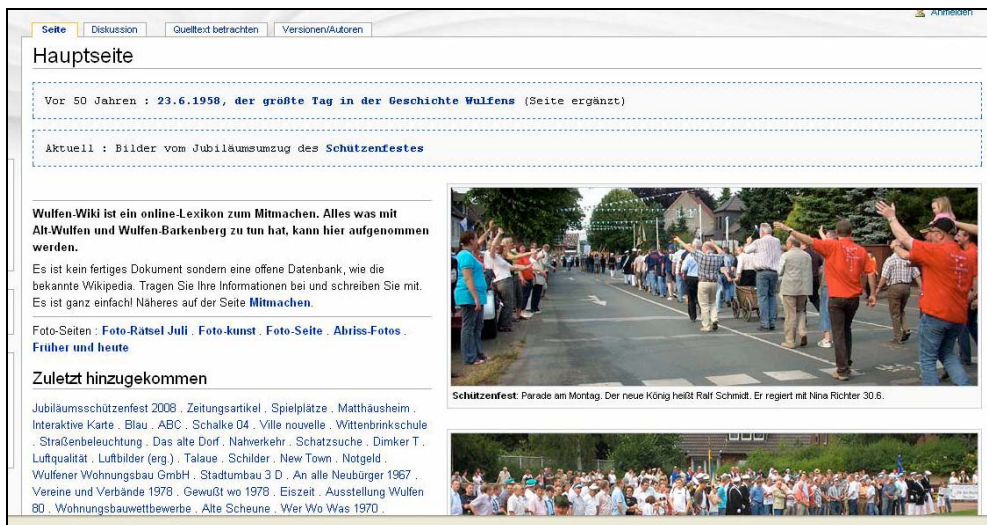 Anmelden
Seite Diskussion Quelltext betrachten Versionen/Autoren
Hauptseite
Vor 50 Jahren : 23.6.1958, der größte Tag in der Geschichte Wulfens (Seite ergänzt)
Aktuell : Bilder vom Jubiläumsumzug des Schützenfestes
Wulfen-Wiki ist ein online-Lexikon zum Mitmachen. Alles was mit
Alt-Wulfen und Wulfen-Barkenberg zu tun hat, kann hier aufgenommen
werden.
Es ist kein fertiges Dokument sondern eine offene Datenbank, wie die
bekannte Wikipedia. Tragen Sie Ihre Informationen bei und schreiben Sie mit.
Es ist ganz einfach! Näheres auf der Seite Mitmachen.
Foto-Seiten : Foto-Rätsel Juli . Foto-kunst . Foto-Seite . Abriss-Fotos .
Früher und heute
Zuletzt hinzugekommen
Jubiläumsschützenfest 2008 . Zeitungsartikel . Spielplätze . Matthäusheim .
Interaktive Karte . Blau . ABC . Schalke 04 . Ville nouvelle . Wittenbrinkschule
. Straßenbeleuchtung . Das alte Dorf . Nahverkehr . Schatzsuche . Dimker T .
Luftqualität . Luftbilder (erg.) . Talaue . Schilder . New Town . Notgeld .
Wulfener Wohnungsbau GmbH . Stadtumbau 3 D . An alle Neubürger 1967 .
Vereine und Verbände 1978 . Gewußt wo 1978 . Eiszeit . Ausstellung Wulfen
80 . Wohnungsbauwettbewerbe . Alte Scheune . Wer Wo Was 1970 .
Schützenfest: Parade am Montag. Der neue König heißt Ralf Schmidt. Er regiert mit Nina Richter 30.6.